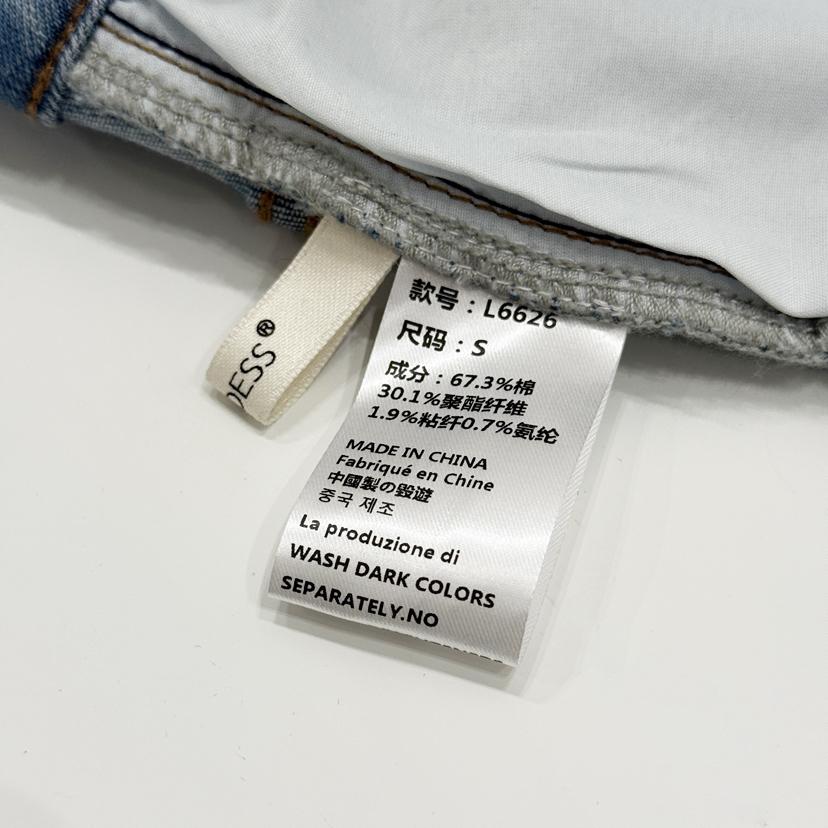 款号：L6626
尺码：S
成分：67.3%棉
30.1%聚酯纤维
1.9%粘纤0.7%氨纶
MADE IN CHINA
Fabriqué en Chine
中國製の毀遊
중국 제조
La produzione di
WASH DARK COLORS
SEPARATELY.NO
ESS®